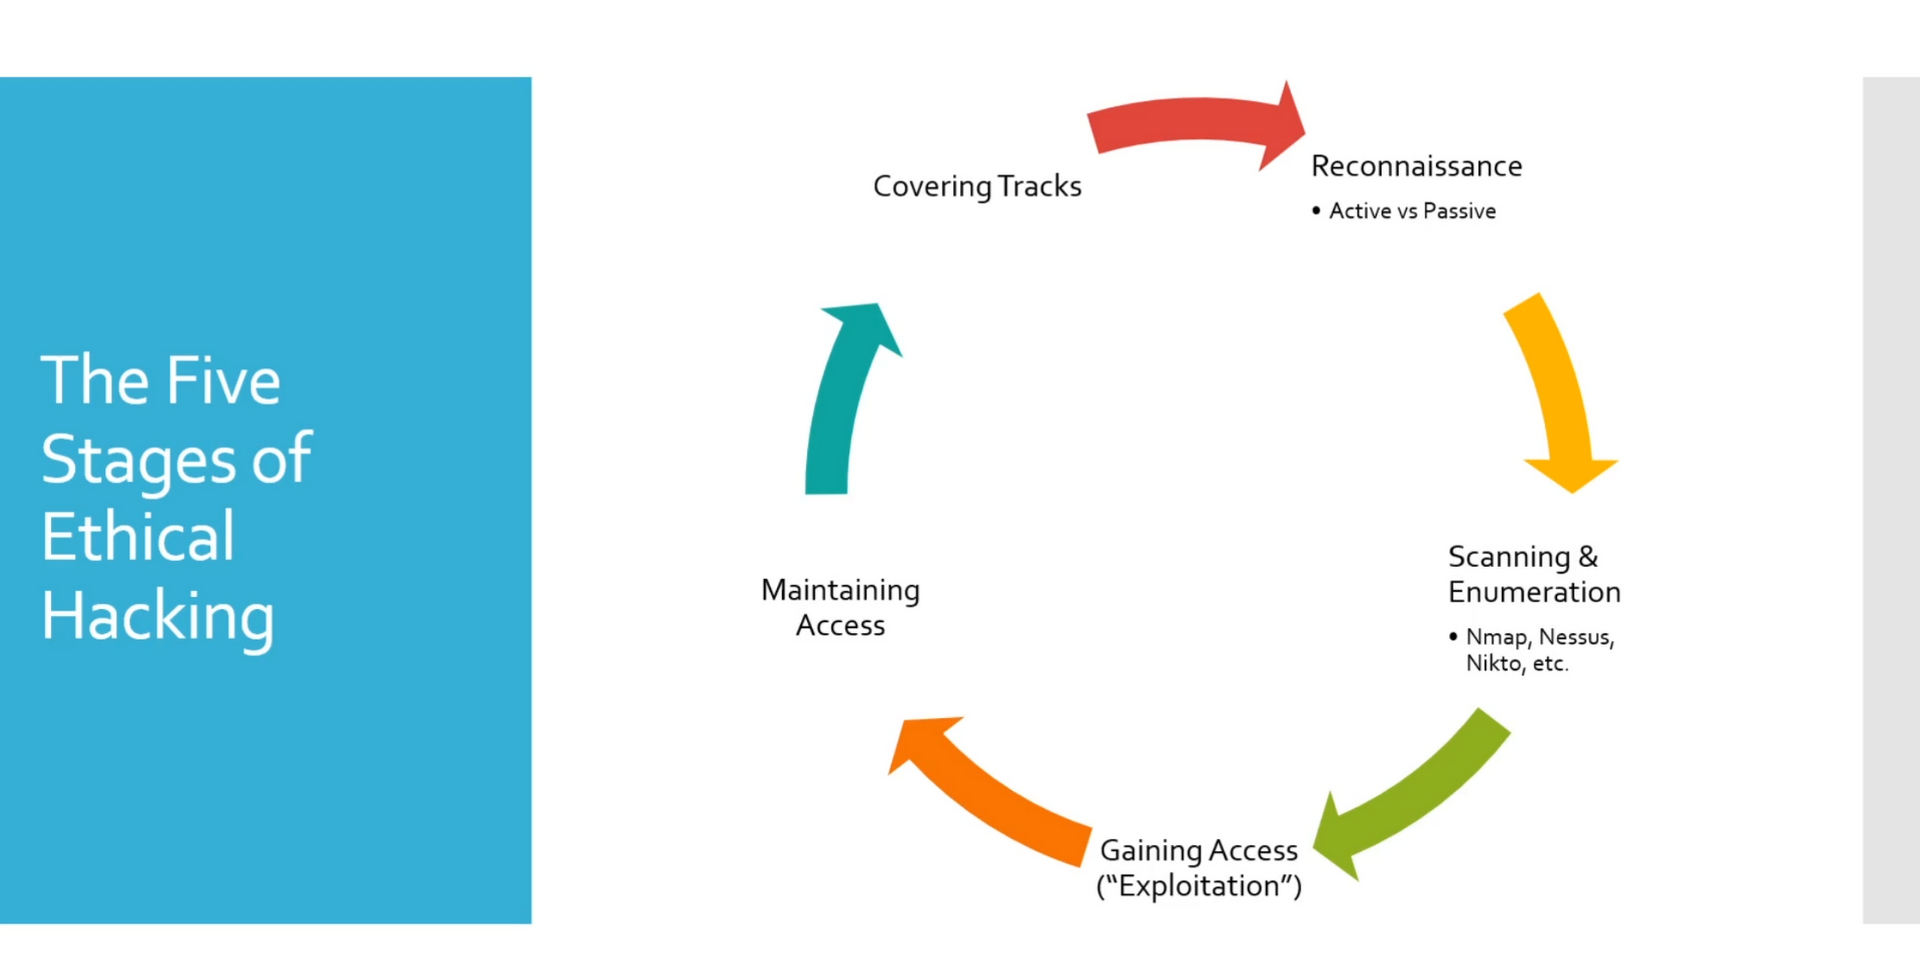 The Five
Stages of
Ethical
Hacking
Reconnaissance
• Active vs Passive
Scanning &
Enumeration
• Nmap, Nessus,
Nikto, etc.
Gaining Access
(“Exploitation”)
Maintaining
Access
Covering Tracks